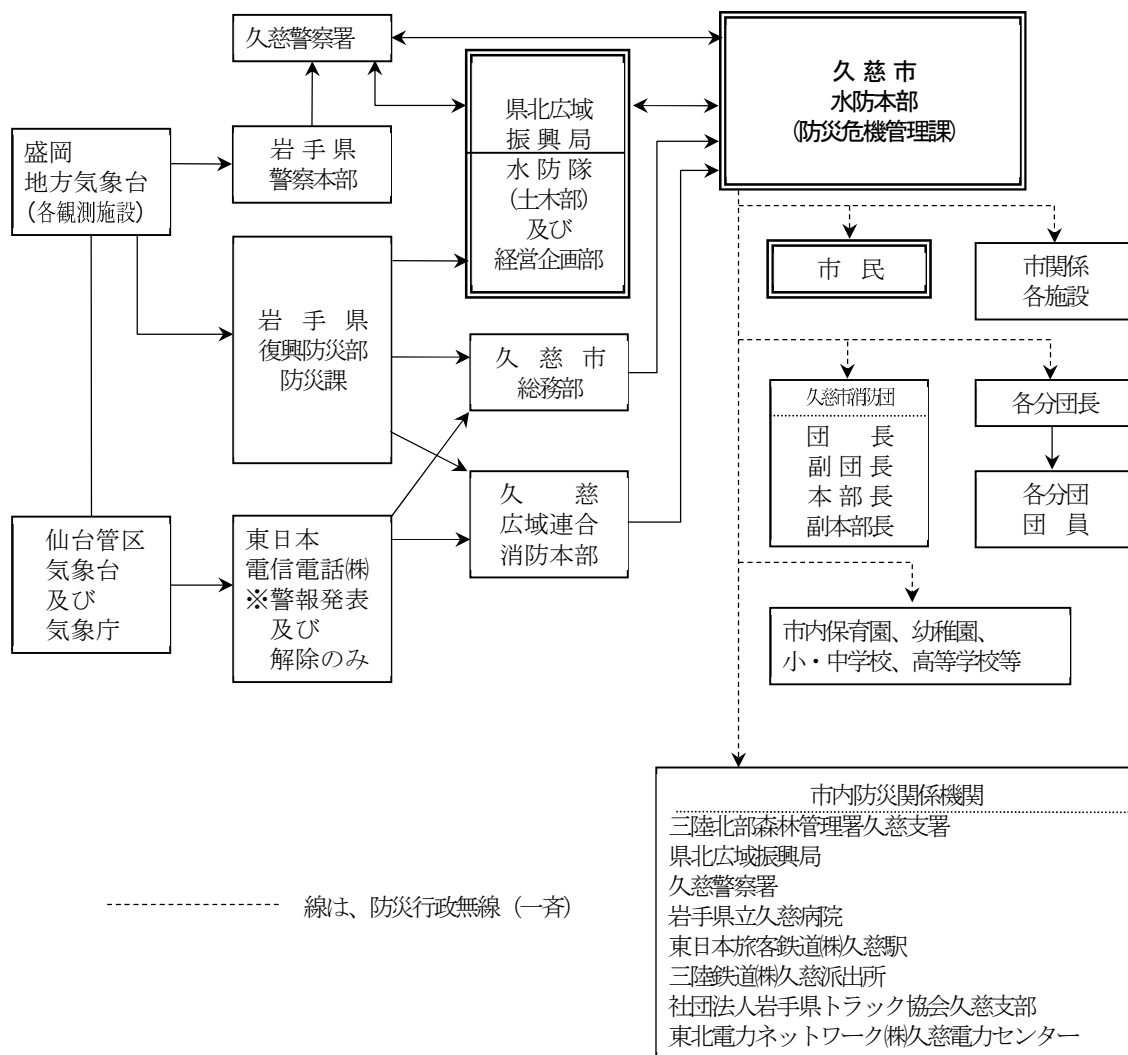 久慈警察署
久 慈 市
水防本部
(防災危機管理課)
県北広域
振 興 局
水 防 隊
(土木部)
及び
経営企画部
盛岡
地方気象台
(各観測施設)
岩 手 県
警察本部
市 民
市関係
各施設
岩 手 県
復興防災部
防災課
久 慈 市
総務部
久慈市消防団
団 長
副 団 長
本 部 長
副本部長
各分団長
各分団
団 員
久 慈
広域連合
消防本部
仙台管区
気象台
及び
気象庁
東日本
電信電話㈱
※警報発表
及び
解除のみ
市内保育園、幼稚園、
小・中学校、高等学校等
市内防災関係機関
三陸北部森林管理署久慈支署
県北広域振興局
久慈警察署
岩手県立久慈病院
東日本旅客鉄道㈱久慈駅
三陸鉄道㈱久慈派出所
社団法人岩手県トラック協会久慈支部
東北電力ネットワーク㈱久慈電力センター
線は、防災行政無線(一斉)